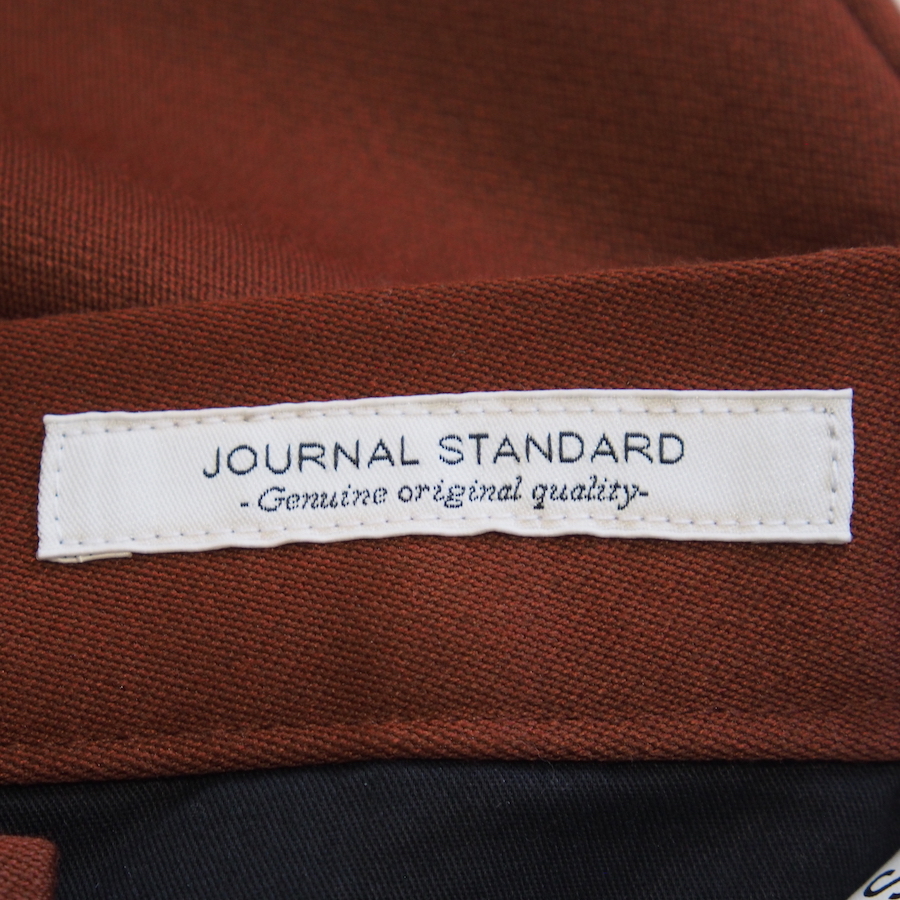 JOURNAL STANDARD
-Genuine original quality-